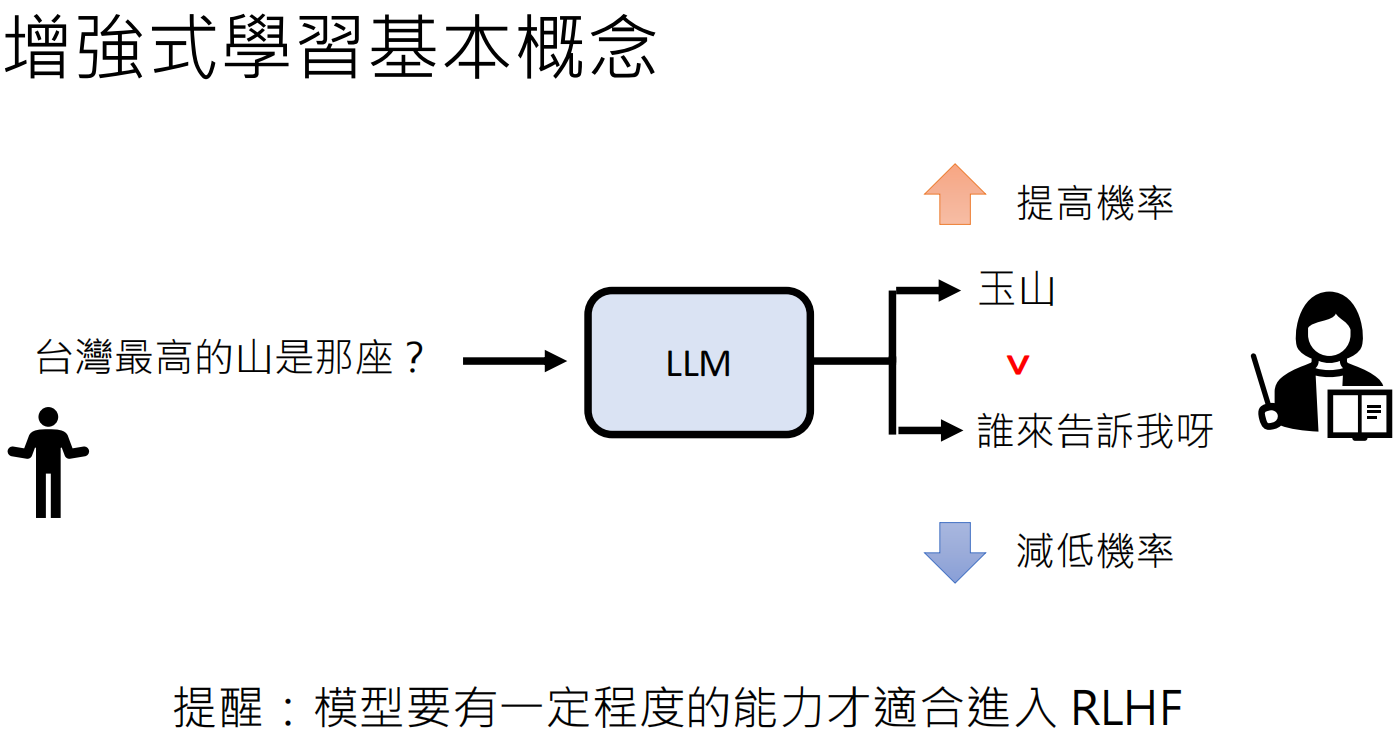 增強式學習基本概念
提高機率
玉山
台灣最高的山是那座？
LLM
v
誰來告訴我呀
減低機率
提醒：模型要有一定程度的能力才適合進入 RLHF